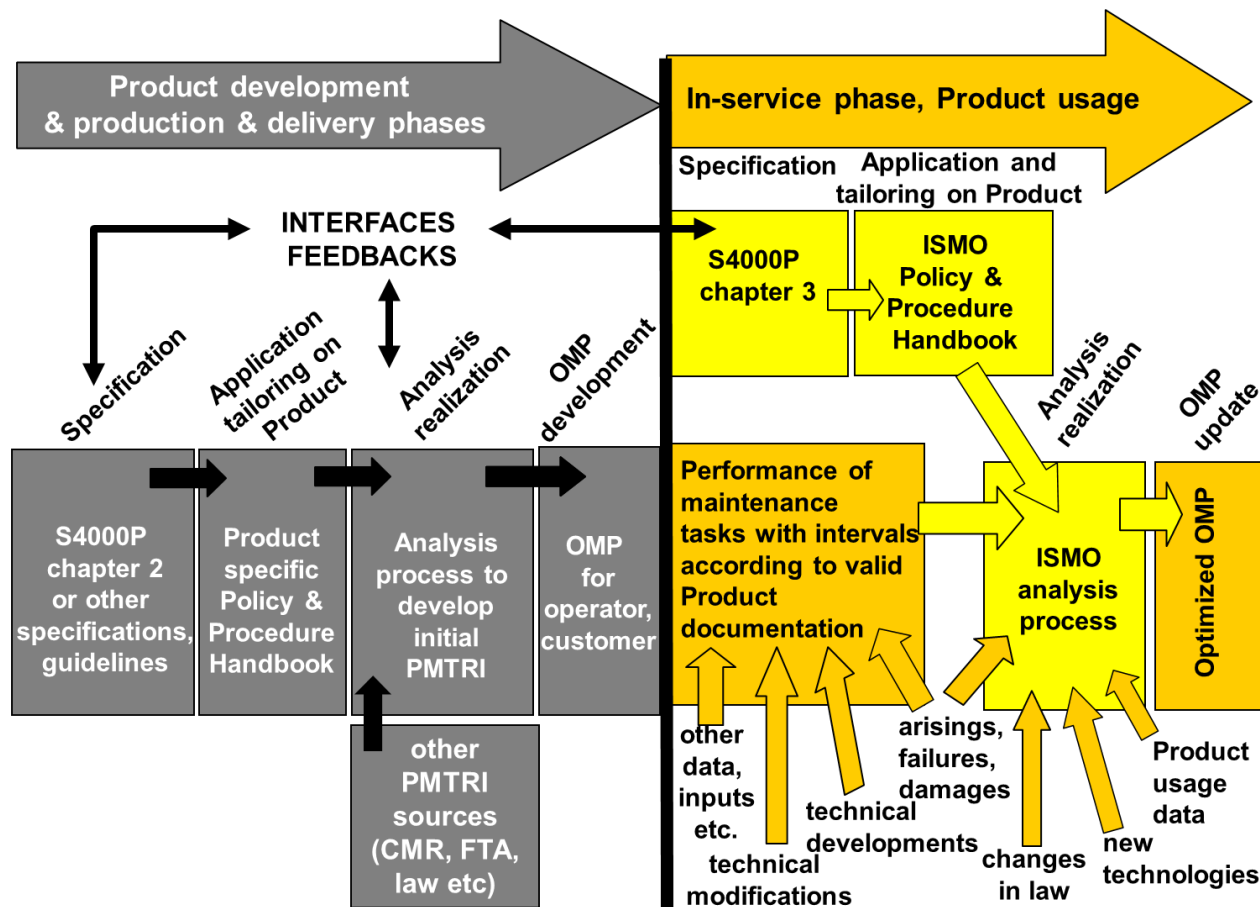 Product development
& production & delivery phases
In-service phase, Product usage
Specification
Application and
tailoring on Product
INTERFACES
FEEDBACKS
S4000P
chapter 3
ISMO
Policy &
Procedure
Handbook
Specification
Application
tailoring on
Product
Analysis
realization
OMP
development
Analysis
realization
OMP
update
S4000P
chapter 2
or other
specifications,
guidelines
Product
specific
Policy &
Procedure
Handbook
Analysis
process to
develop
initial
PMTRI
OMP
for
operator,
customer
Performance of
maintenance
tasks with intervals
according to valid
Product
documentation
ISMO
analysis
process
Optimized OMP
other
PMTRI
sources
(CMR, FTA,
law etc)
other
data,
inputs
etc.
technical
modifications
technical
developments
arisings,
failures,
damages
changes
in law
new
technologies
Product
usage
data